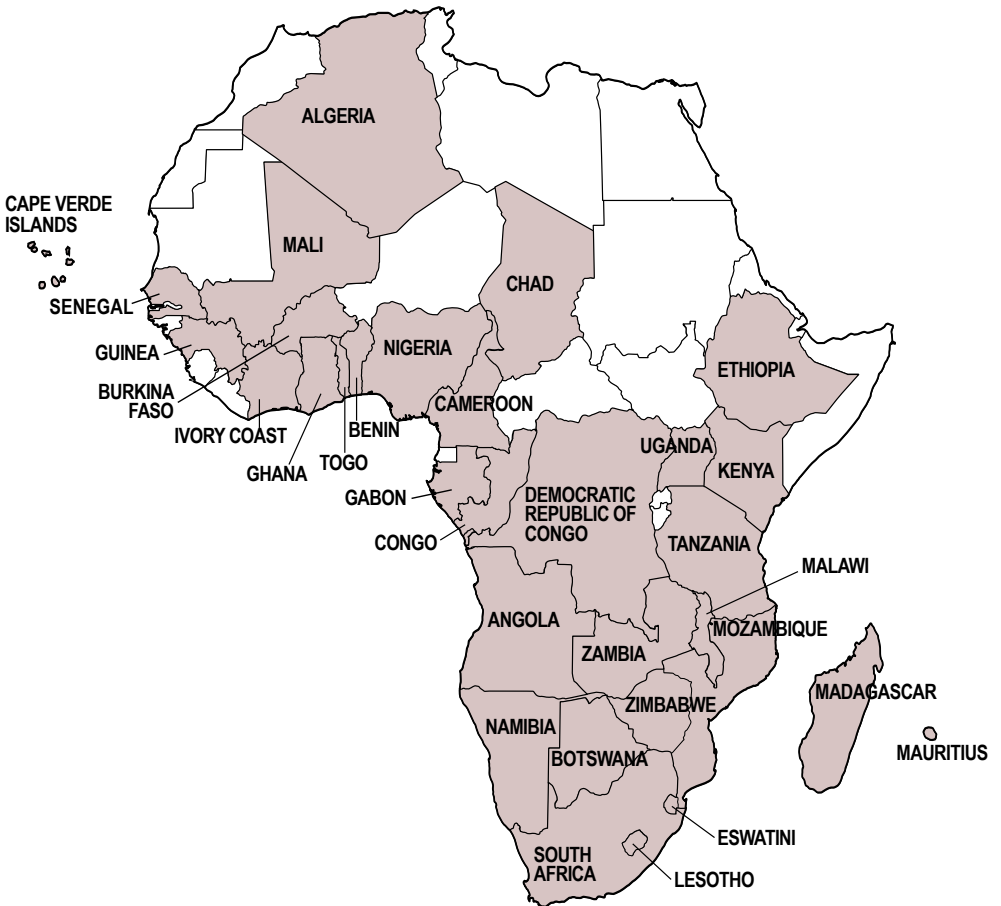 ALGERIA
CAPE VERDE
ISLANDS
MALI
CHAD
SENEGAL
NIGERIA
GUINEA
ETHIOPIA
BURKINA
FASO
CAMEROON
IVORY COAST
BENIN
UGANDA
TOGO
GHANA
KENYA
GABON
DEMOCRATIC
REPUBLIC OF
CONGO
CONGO
TANZANIA
MALAWI
ANGOLA
MOZAMBIQUE
ZAMBIA
MADAGASCAR
ZIMBABWE
NAMIBIA
MAURITIUS
BOTSWANA
ESWATINI
SOUTH
AFRICA
LESOTHO